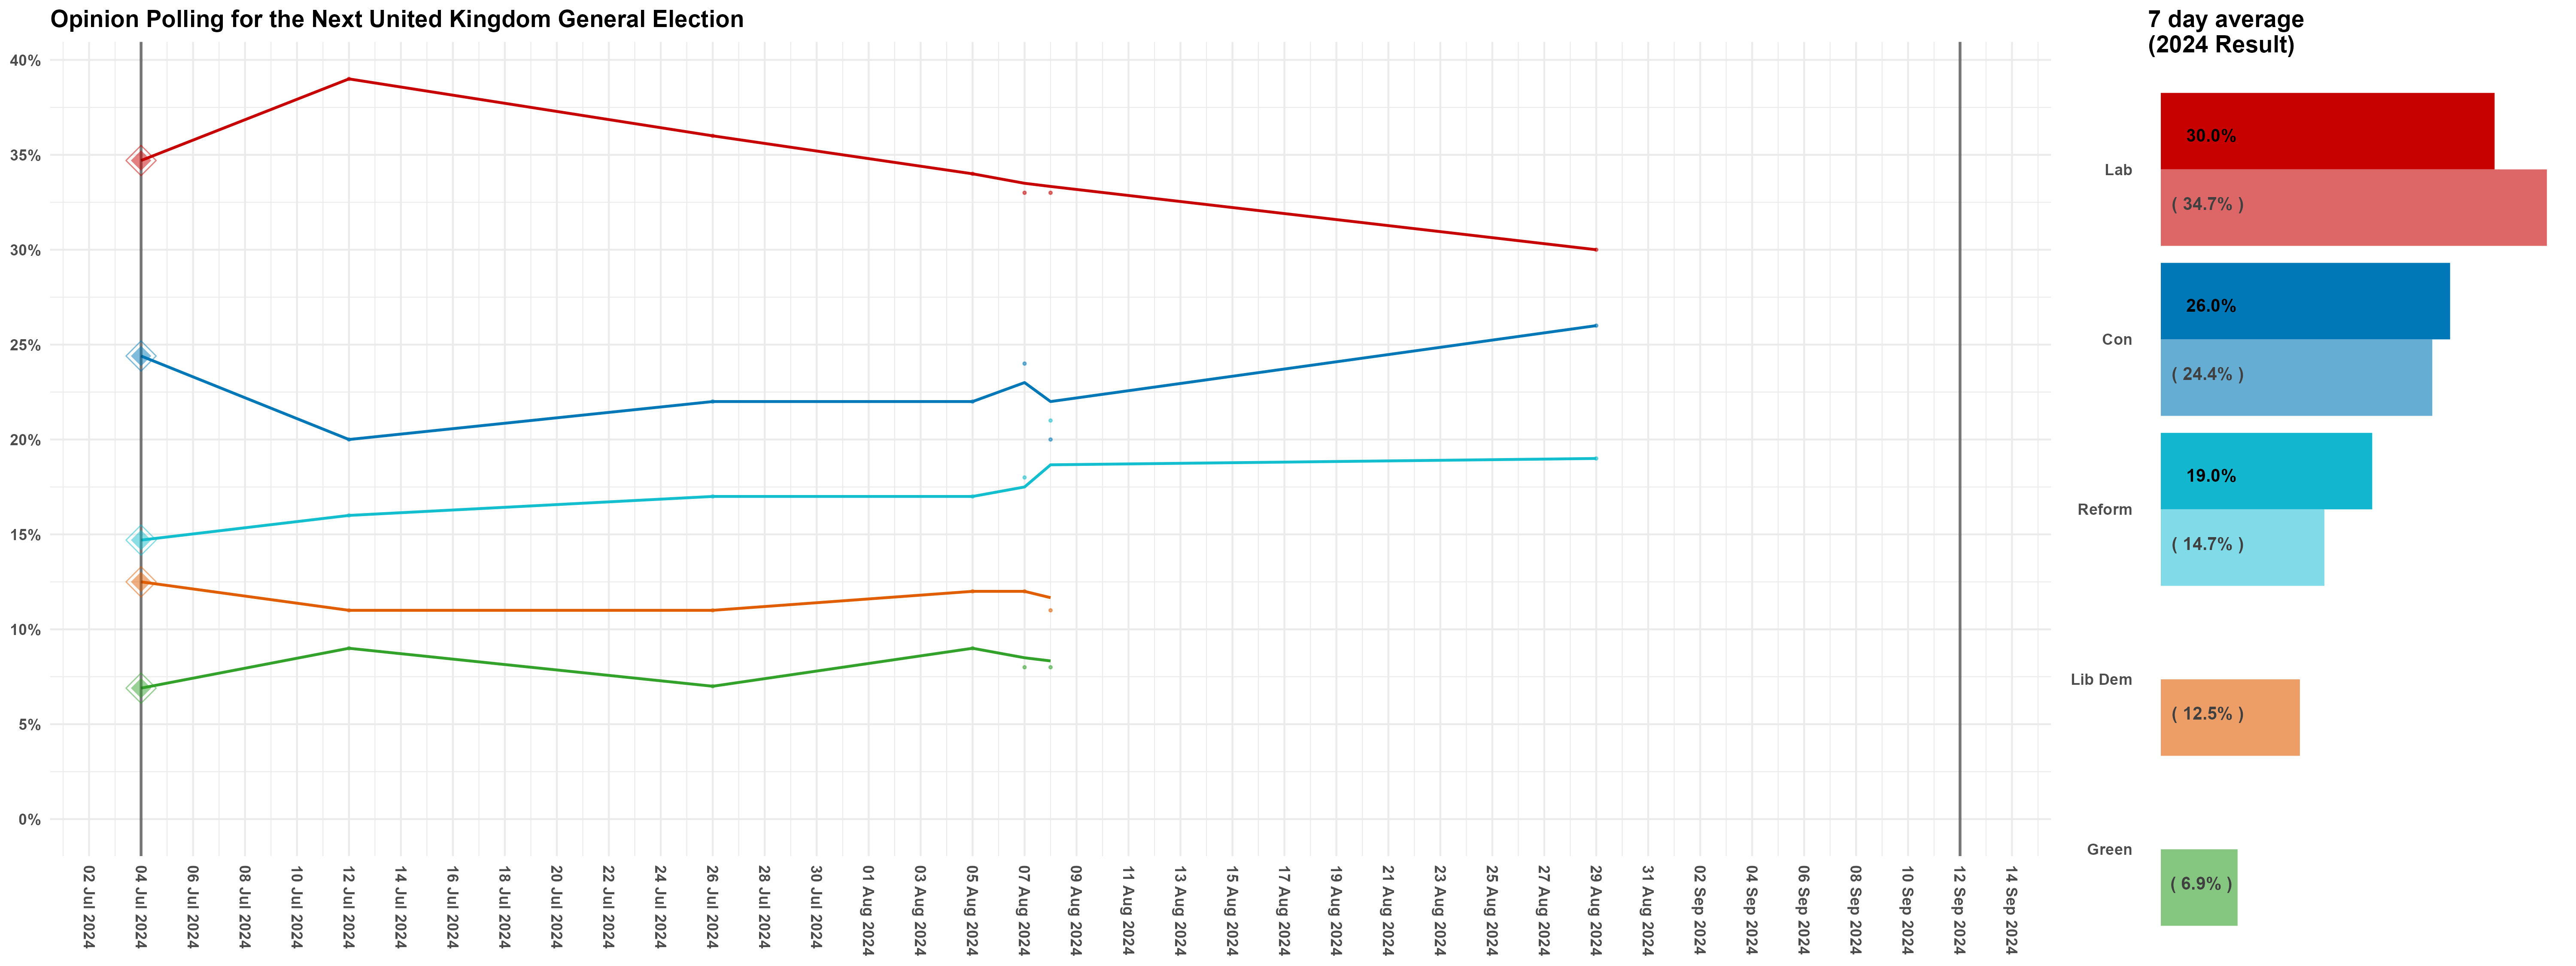 Opinion Polling for the Next United Kingdom General Election
40%
35%
30%
25%
20%
15%
10%
5%
0%
02 Jul 2024
04 Jul 2024
06 Jul 2024
08 Jul 2024
10 Jul 2024
12 Jul 2024
14 Jul 2024
16 Jul 2024
18 Jul 2024
20 Jul 2024
22 Jul 2024
24 Jul 2024
26 Jul 2024
28 Jul 2024
30 Jul 2024
01 Aug 2024
03 Aug 2024
05 Aug 2024
07 Aug 2024
09 Aug 2024
11 Aug 2024
13 Aug 2024
15 Aug 2024
17 Aug 2024
19 Aug 2024
21 Aug 2024
23 Aug 2024
25 Aug 2024
27 Aug 2024
29 Aug 2024
31 Aug 2024
02 Sep 2024
04 Sep 2024
06 Sep 2024
08 Sep 2024
10 Sep 2024
12 Sep 2024
14 Sep 2024
7 day average
(2024 Result)
Lab
30.0%
( 34.7% )
Con
26.0%
( 24.4% )
Reform
19.0%
( 14.7% )
Lib Dem
( 12.5% )
Green
( 6.9% )